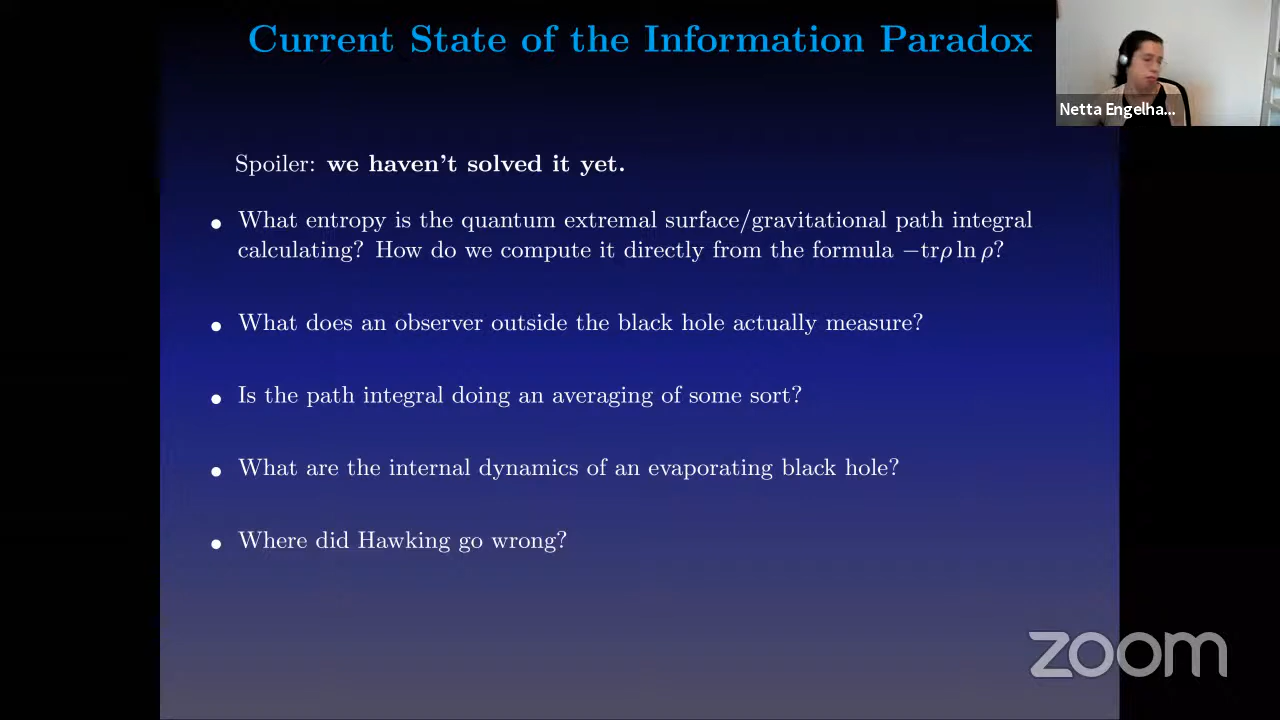 Current State of the Information Paradox
Netta Engelha...
Spoiler: we haven't solved it yet.
• What entropy is the quantum extremal surface/gravitational path integral
calculating? How do we compute it directly from the formula −trρ ln ρ?
• What does an observer outside the black hole actually measure?
• Is the path integral doing an averaging of some sort?
• What are the internal dynamics of an evaporating black hole?
• Where did Hawking go wrong?
zoom